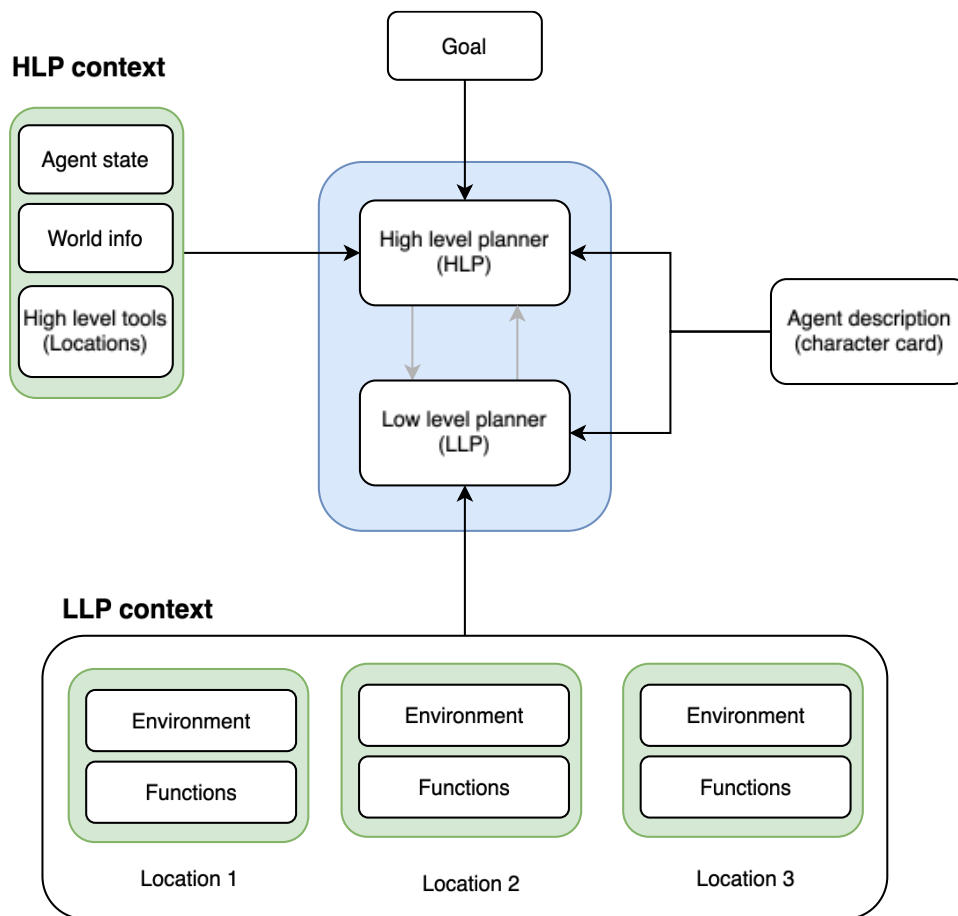 Goal
HLP context
Agent state
World info
High level tools
(Locations)
High level planner
(HLP)
Agent description
(character card)
Low level planner
(LLP)
LLP context
Environment
Functions
Location 1
Environment
Functions
Location 2
Environment
Functions
Location 3